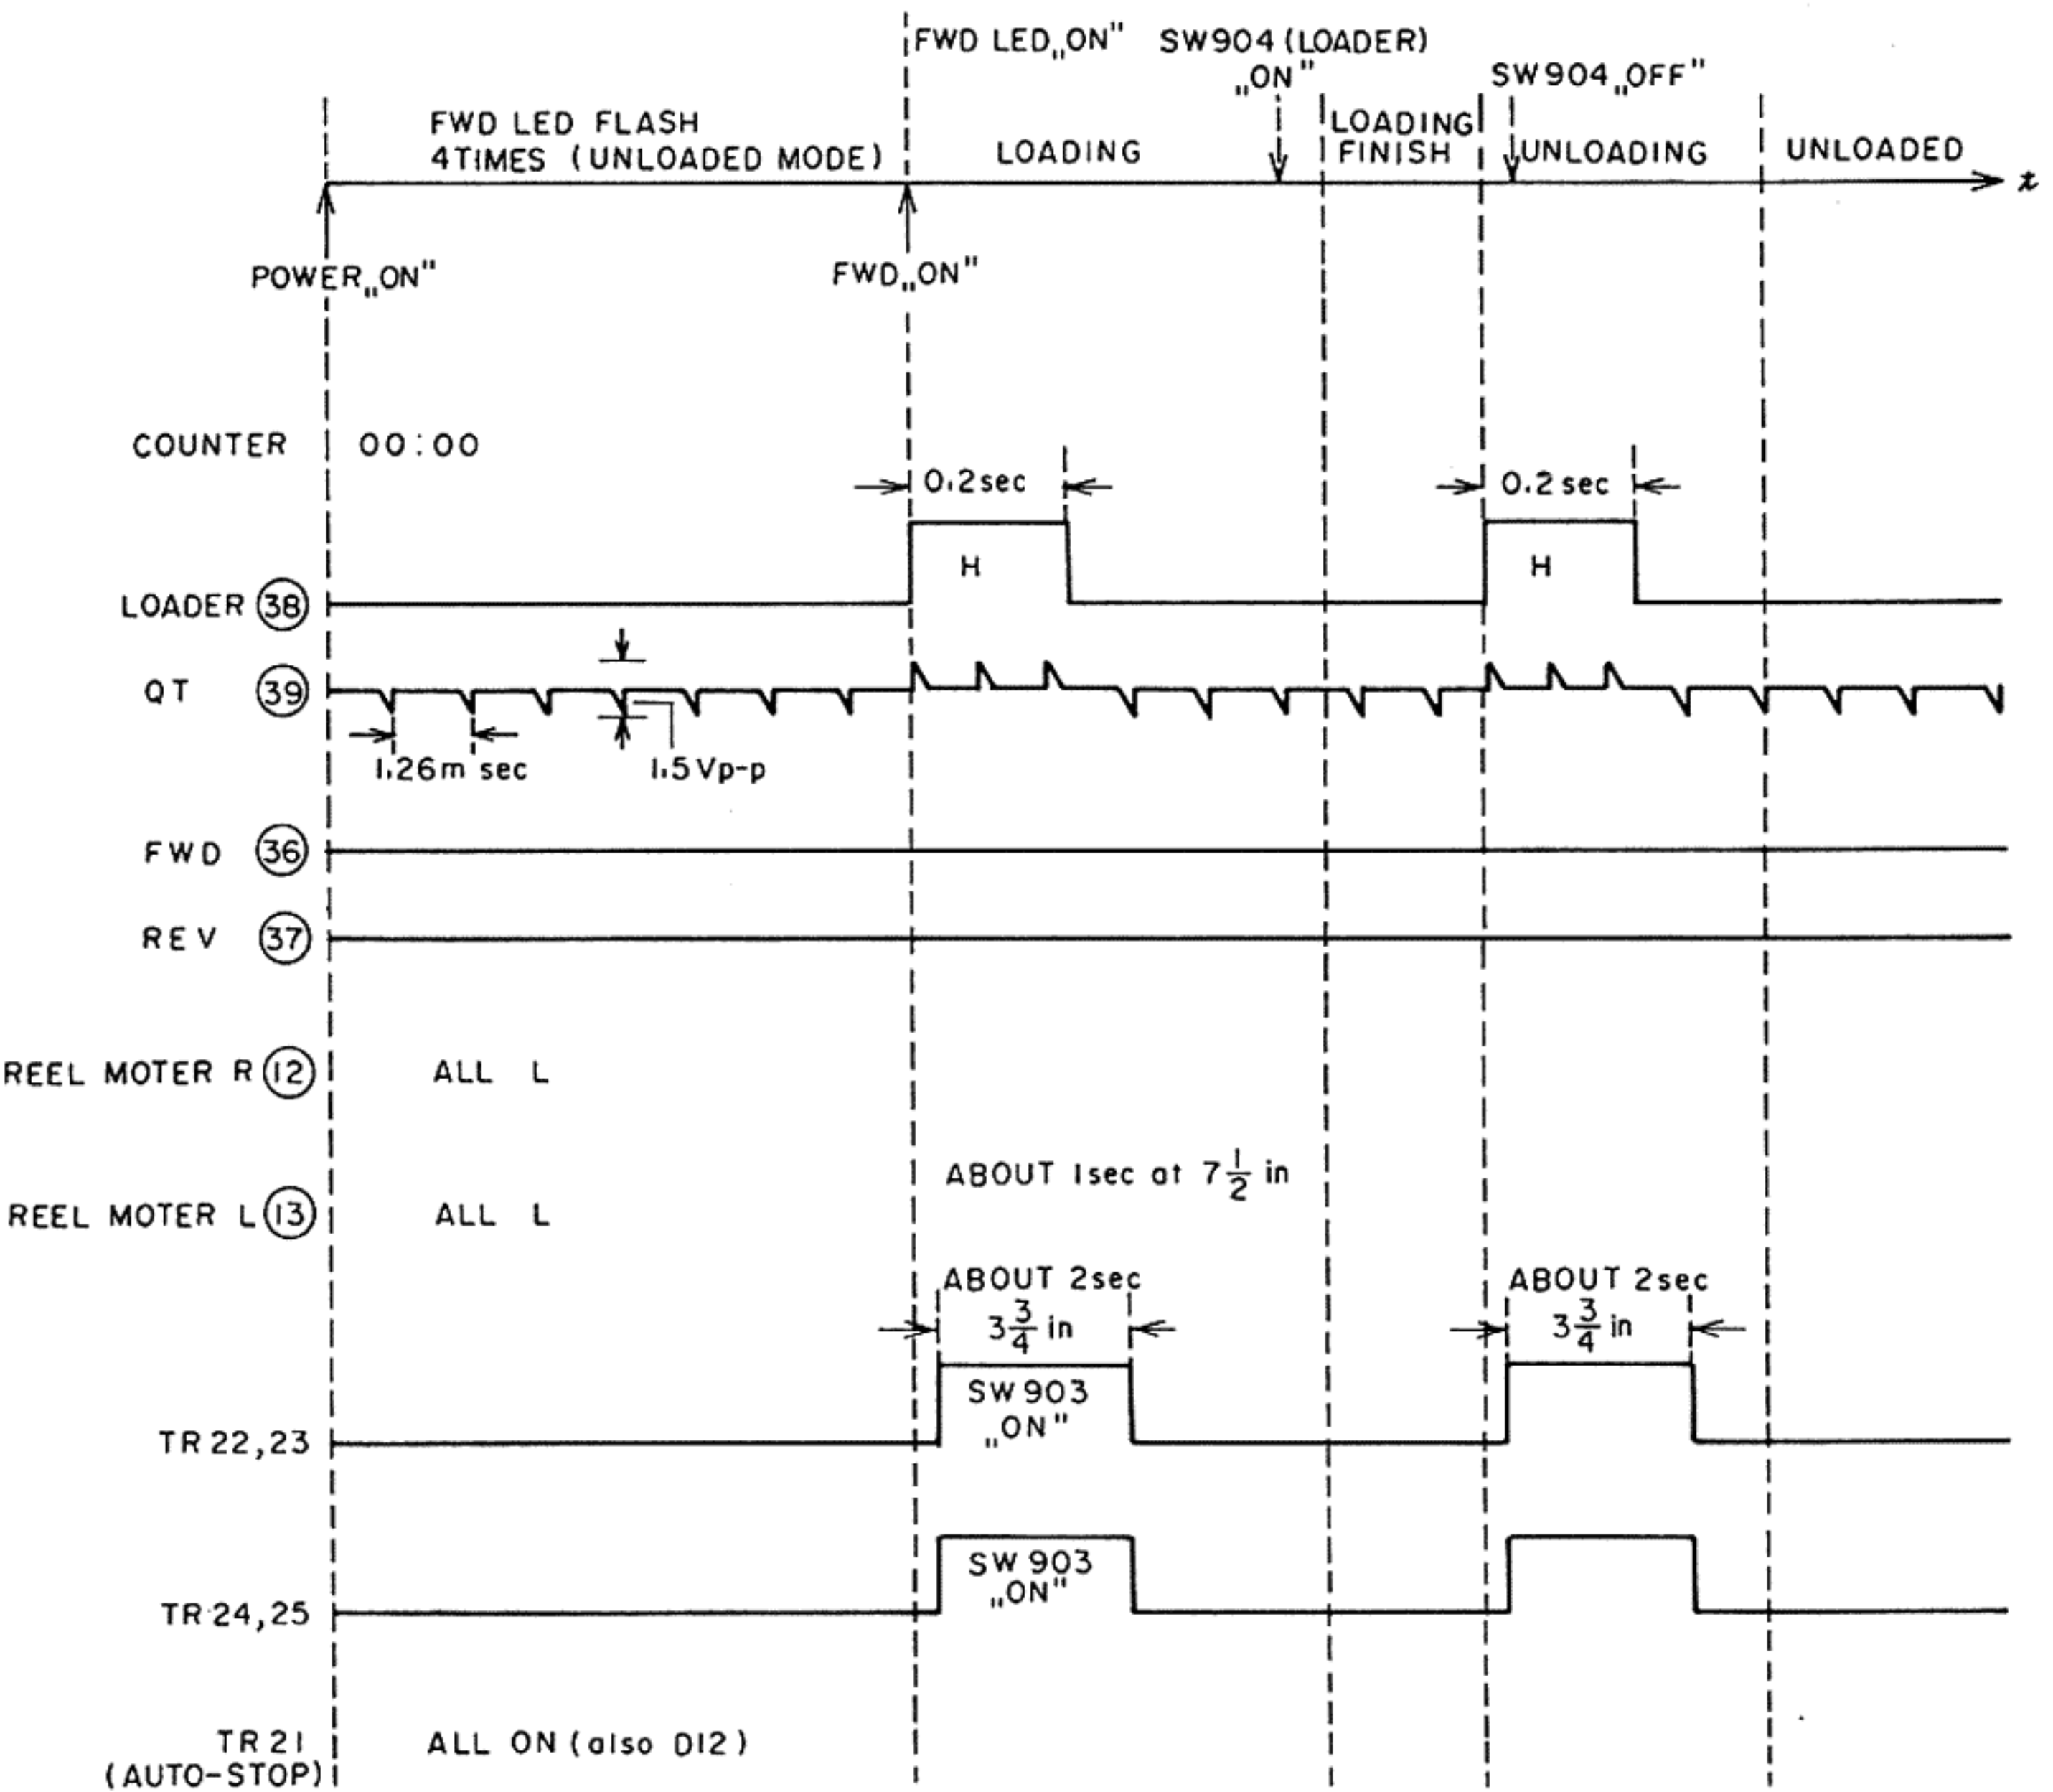 FWD LED „ON" SW904 (LOADER)
„ON"
SW904 „OFF"
FWD LED FLASH
4TIMES (UNLOADED MODE)
LOADING
LOADING
FINISH
UNLOADING
UNLOADED
t
POWER „ON"
FWD „ON"
COUNTER 00:00
0.2sec
0.2sec
H
H
LOADER 38
QT 39
1.26m sec
1.5Vp-p
FWD 36
REV 37
REEL MOTER R 12 ALL L
ABOUT 1sec at 7 1/2 in
REEL MOTER L 13 ALL L
ABOUT 2sec
3 3/4 in
ABOUT 2sec
3 3/4 in
SW903
„ON"
TR22,23
SW903
„ON"
TR24,25
TR21
(AUTO-STOP)
ALL ON (also D12)